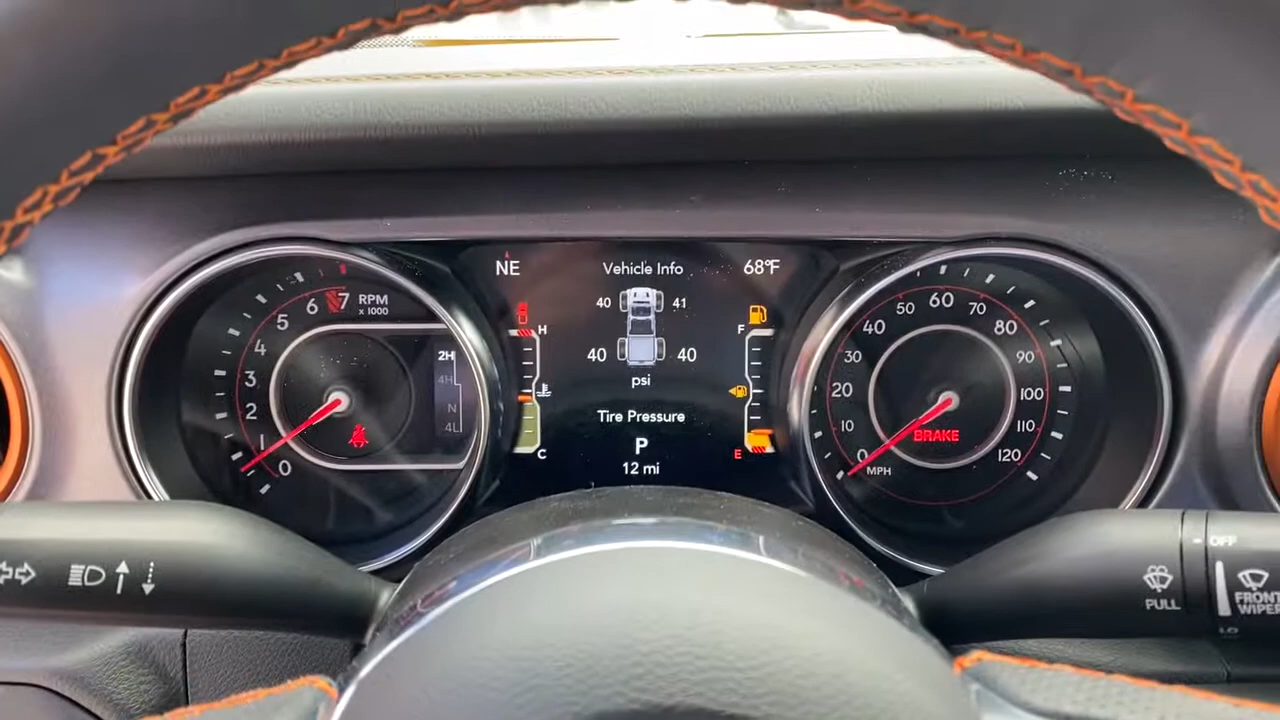 NE
Vehicle Info
68°F
40
41
40
40
psi
Tire Pressure
P
12 mi
H
C
F
E
7
6
5
4
3
2
1
0
RPM
x 1000
2H
4H
N
4L
0
10
20
30
40
50
60
70
80
90
100
110
120
BRAKE
MPH
PULL
- OFF
FRONT
WIPER
LO